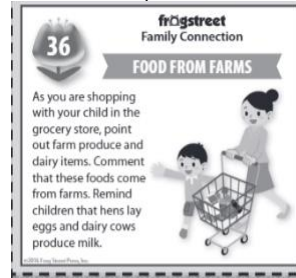 frogstreet
Family Connection
36
FOOD FROM FARMS
As you are shopping
with your child in the
grocery store, point
out farm produce and
dairy items. Comment
that these foods come
from farms. Remind
children that hens lay
eggs and dairy cows
produce milk.